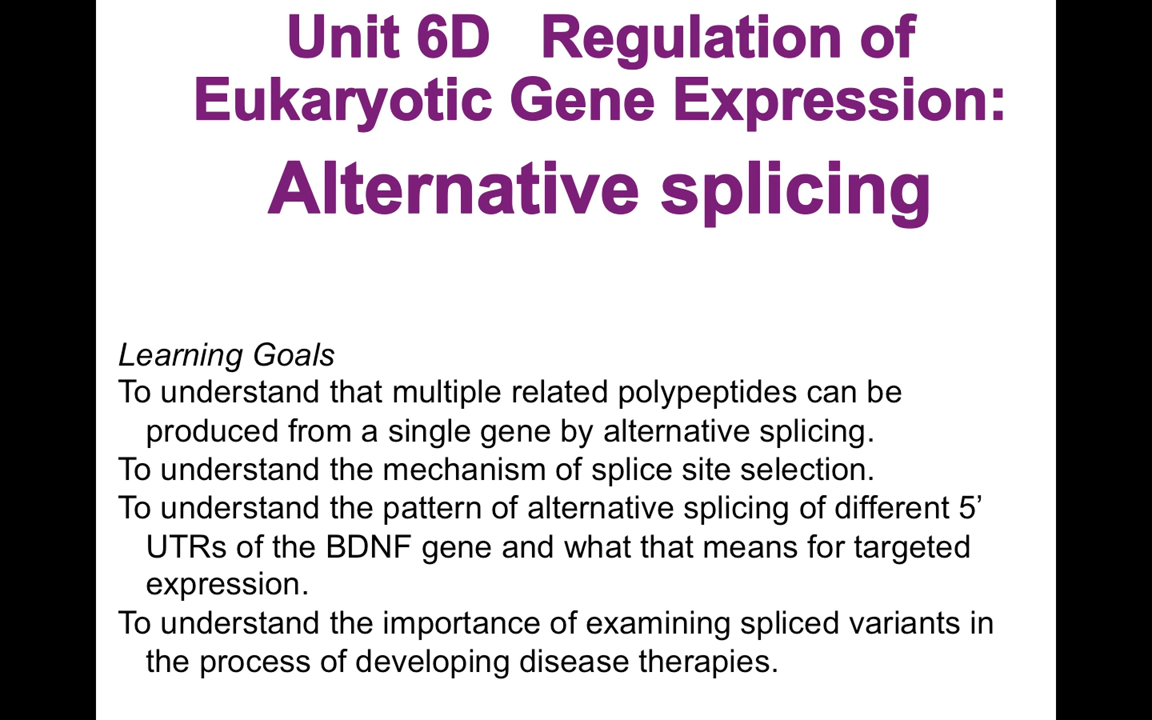 Unit 6D   Regulation of
Eukaryotic Gene Expression:
Alternative splicing
Learning Goals
To understand that multiple related polypeptides can be
produced from a single gene by alternative splicing.
To understand the mechanism of splice site selection.
To understand the pattern of alternative splicing of different 5’
UTRs of the BDNF gene and what that means for targeted
expression.
To understand the importance of examining spliced variants in
the process of developing disease therapies.